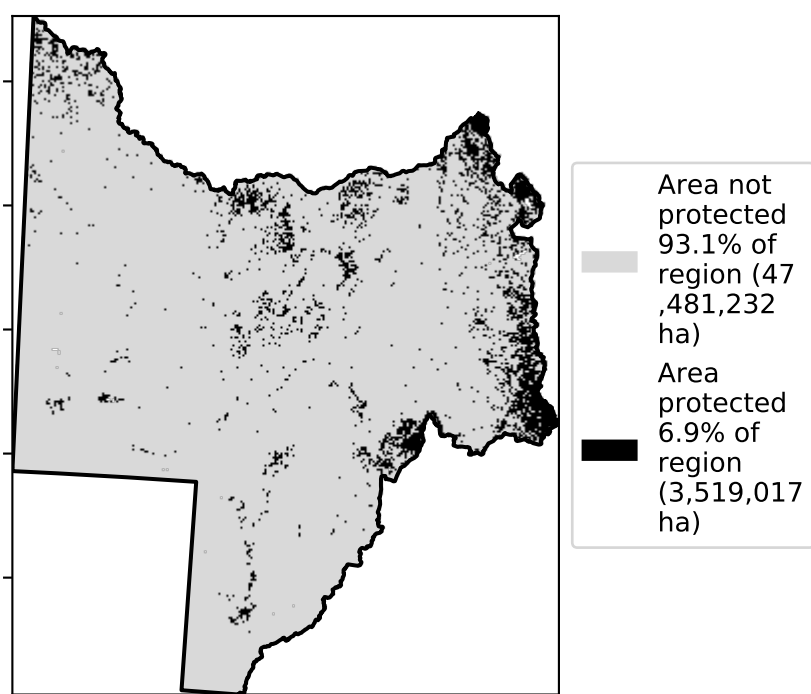 Area not
protected
93.1% of
region (47
,481,232
ha)
Area
protected
6.9% of
region
(3,519,017
ha)